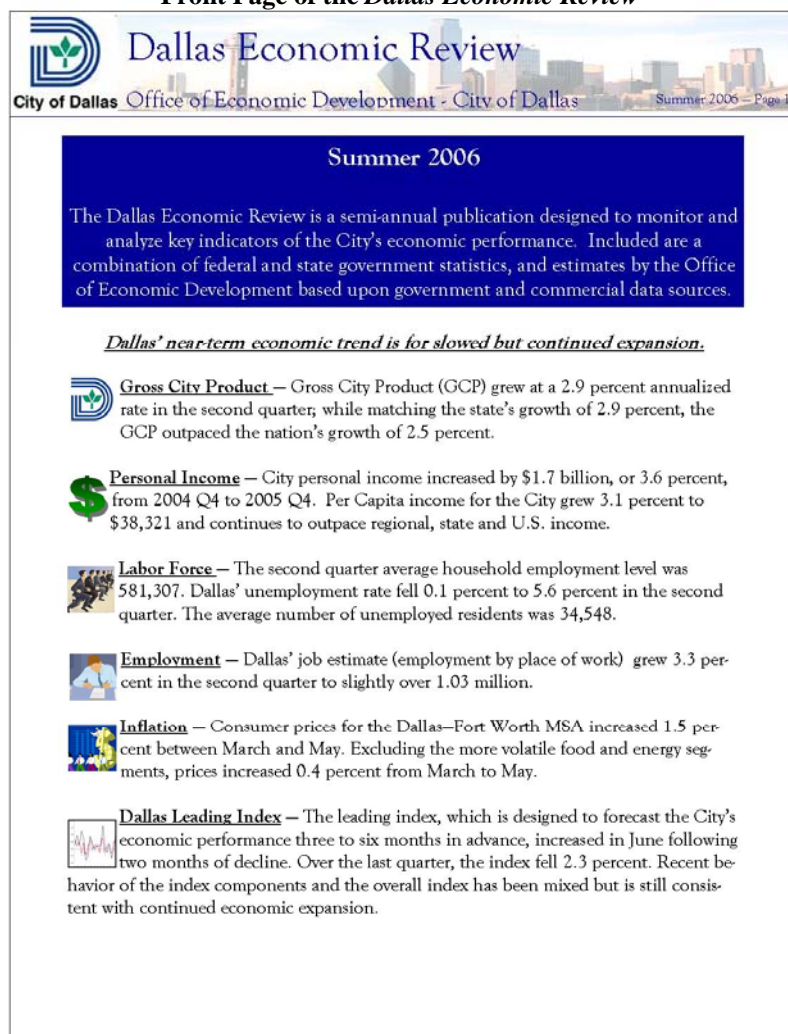 Front Page of the Dallas Economic Review
Dallas Economic Review
City of Dallas Office of Economic Development - City of Dallas Summer 2006 – Page 1
Summer 2006
The Dallas Economic Review is a semi-annual publication designed to monitor and
analyze key indicators of the City's economic performance. Included are a
combination of federal and state government statistics, and estimates by the Office
of Economic Development based upon government and commercial data sources.
Dallas' near-term economic trend is for slowed but continued expansion.
Gross City Product – Gross City Product (GCP) grew at a 2.9 percent annualized
rate in the second quarter; while matching the state's growth of 2.9 percent, the
GCP outpaced the nation's growth of 2.5 percent.
Personal Income – City personal income increased by $1.7 billion, or 3.6 percent,
from 2004 Q4 to 2005 Q4. Per Capita income for the City grew 3.1 percent to
$38,321 and continues to outpace regional, state and U.S. income.
Labor Force – The second quarter average household employment level was
581,307. Dallas' unemployment rate fell 0.1 percent to 5.6 percent in the second
quarter. The average number of unemployed residents was 34,548.
Employment – Dallas' job estimate (employment by place of work) grew 3.3 per-
cent in the second quarter to slightly over 1.03 million.
Inflation – Consumer prices for the Dallas–Fort Worth MSA increased 1.5 per-
cent between March and May. Excluding the more volatile food and energy seg-
ments, prices increased 0.4 percent from March to May.
Dallas Leading Index – The leading index, which is designed to forecast the City's
economic performance three to six months in advance, increased in June following
two months of decline. Over the last quarter, the index fell 2.3 percent. Recent be-
havior of the index components and the overall index has been mixed but is still consis-
tent with continued economic expansion.